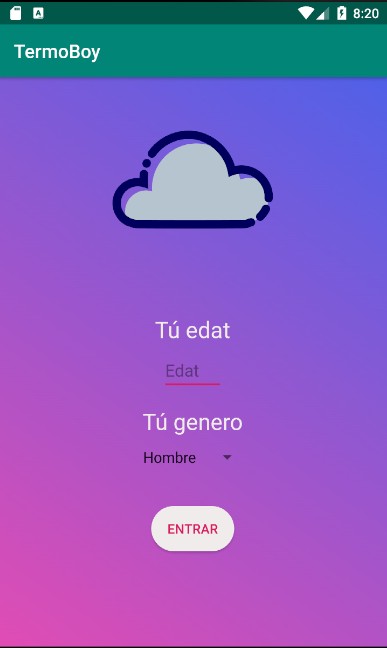 8:20
TermoBoy
Tú edat
Edat
Tú genero
Hombre
ENTRAR